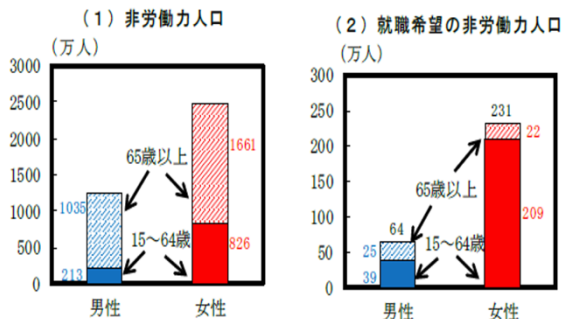 (1)非労働力人口
(万人)
3000
2500
2000
1500
1000
500
0
1035
213
65歳以上
15~64歳
1661
826
男性
女性
(2)就職希望の非労働力人口
(万人)
300
250
200
150
100
50
0
64
25
39
65歳以上
15~64歳
231
22
209
男性
女性